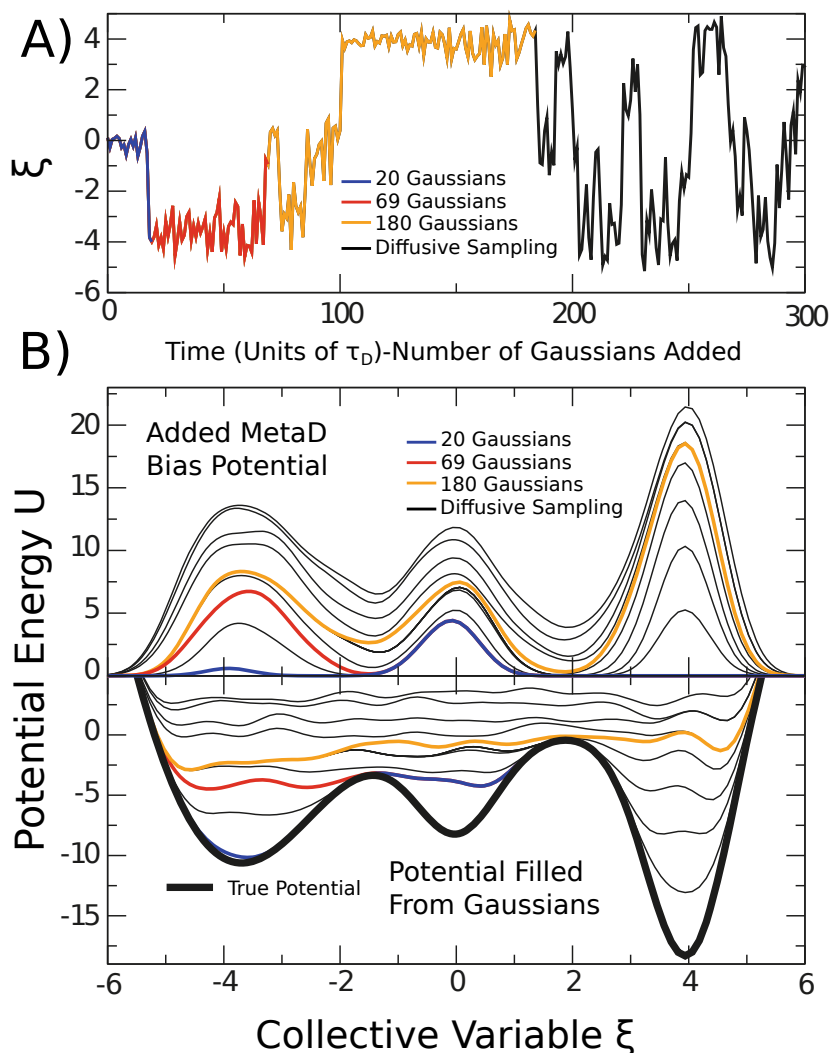 A)
4
2
0
-2
-4
-6
ξ
20 Gaussians
69 Gaussians
180 Gaussians
Diffusive Sampling
0 100 200 300
Time (Units of τD)-Number of Gaussians Added
B)
Added MetaD
Bias Potential
20 Gaussians
69 Gaussians
180 Gaussians
Diffusive Sampling
20
15
10
5
0
0
-5
-10
-15
Potential Energy U
True Potential
Potential Filled
From Gaussians
-6 -4 -2 0 2 4 6
Collective Variable ξ